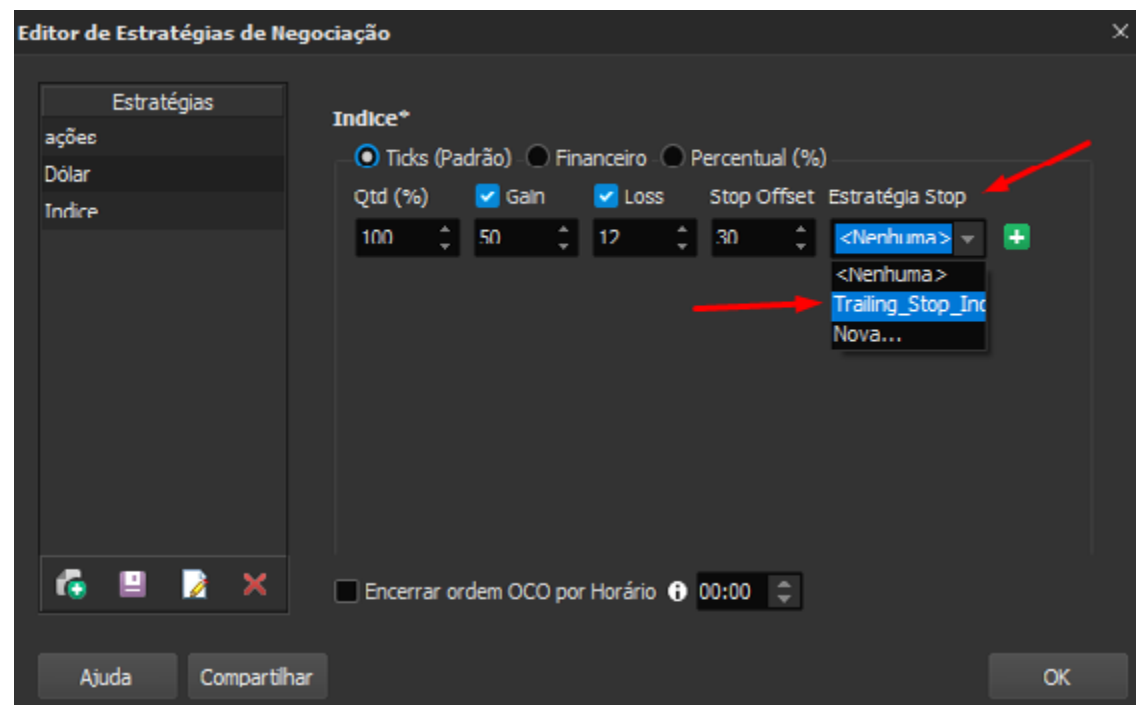 Editor de Estratégias de Negociação
Estratégias
ações
Dólar
Indice
Indice*
Ticks (Padrão) Financeiro Percentual (%)
Qtd (%) Gain Loss Stop Offset Estratégia Stop
100 50 12 30 <Nenhuma>
<Nenhuma>
Trailing_Stop_Inc
Nova...
Encerrar ordem OCO por Horário 00:00
Ajuda Compartilhar OK